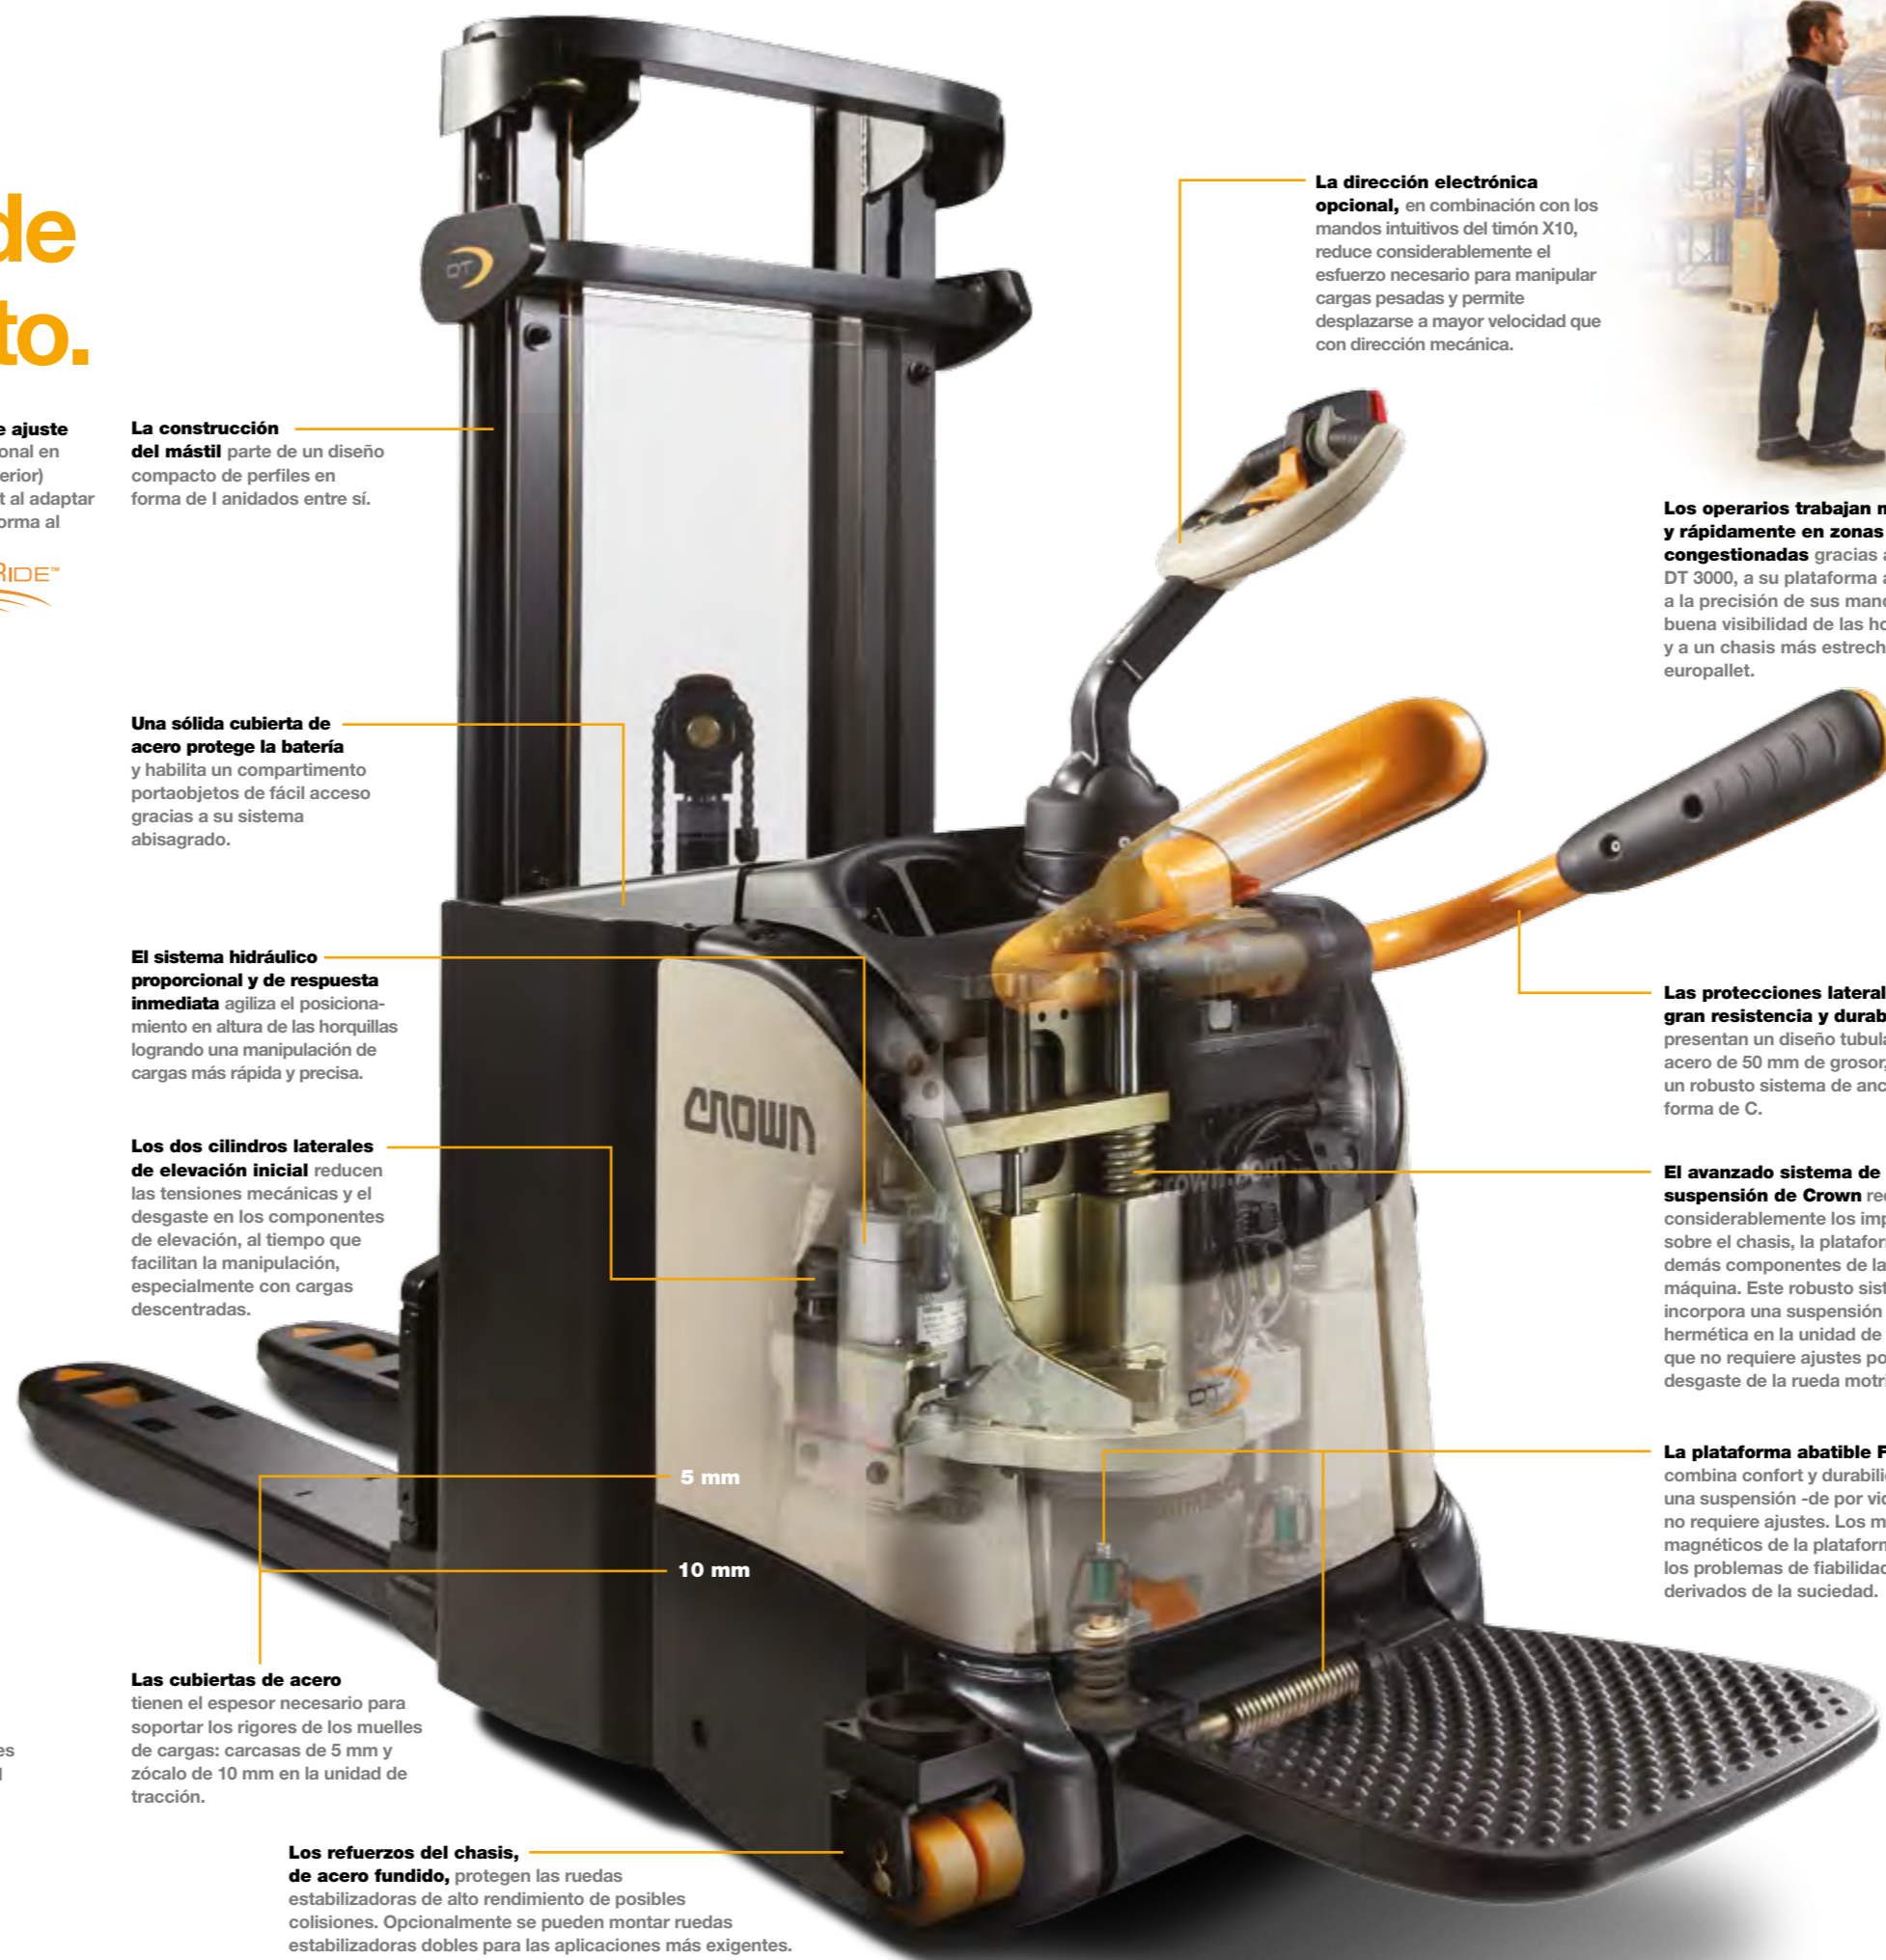 de
to.
e ajuste
onal en
erior)
t al adaptar
orma al
RIDE™
La construcción
del mástil parte de un diseño
compacto de perfiles en
forma de I anidados entre sí.
Una sólida cubierta de
acero protege la batería
y habilita un compartimento
portaobjetos de fácil acceso
gracias a su sistema
abisagrado.
El sistema hidráulico
proporcional y de respuesta
inmediata agiliza el posiciona-
miento en altura de las horquillas
logrando una manipulación de
cargas más rápida y precisa.
Los dos cilindros laterales
de elevación inicial reducen
las tensiones mecánicas y el
desgaste en los componentes
de elevación, al tiempo que
facilitan la manipulación,
especialmente con cargas
descentradas.
Las cubiertas de acero
tienen el espesor necesario para
soportar los rigores de los muelles
de cargas: carcasas de 5 mm y
zócalo de 10 mm en la unidad de
tracción.
es
Los refuerzos del chasis,
de acero fundido, protegen las ruedas
estabilizadoras de alto rendimiento de posibles
colisiones. Opcionalmente se pueden montar ruedas
estabilizadoras dobles para las aplicaciones más exigentes.
DT
CROWN
crown.com
DT
5 mm
10 mm
La dirección electrónica
opcional, en combinación con los
mandos intuitivos del timón X10,
reduce considerablemente el
esfuerzo necesario para manipular
cargas pesadas y permite
desplazarse a mayor velocidad que
con dirección mecánica.
Los operarios trabajan
y rápidamente en zonas
congestionadas gracias a
DT 3000, a su plataforma a
a la precisión de sus mand
buena visibilidad de las ho
y a un chasis más estrech
europallet.
Las protecciones lateral
gran resistencia y durab
presentan un diseño tubula
acero de 50 mm de grosor,
un robusto sistema de anc
forma de C.
El avanzado sistema de
suspensión de Crown red
considerablemente los imp
sobre el chasis, la platafor
demás componentes de la
máquina. Este robusto sist
incorpora una suspensión
hermética en la unidad de
que no requiere ajustes po
desgaste de la rueda motri
La plataforma abatible F
combina confort y durabili
una suspensión -de por vid
no requiere ajustes. Los m
magnéticos de la plataform
los problemas de fiabilidad
derivados de la suciedad.